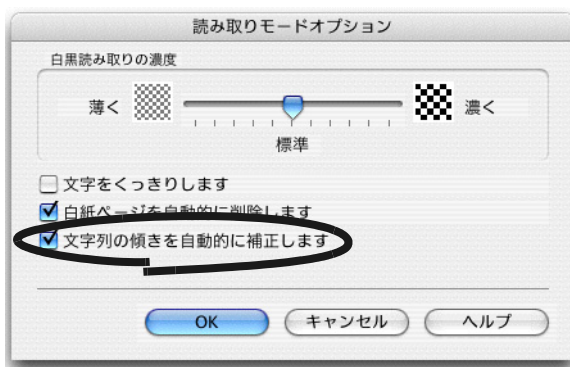 読み取りモードオプション
白黒読み取りの濃度
薄く 濃く
標準
文字をくっきりします
白紙ページを自動的に削除します
文字列の傾きを自動的に補正します
OK キャンセル ヘルプ